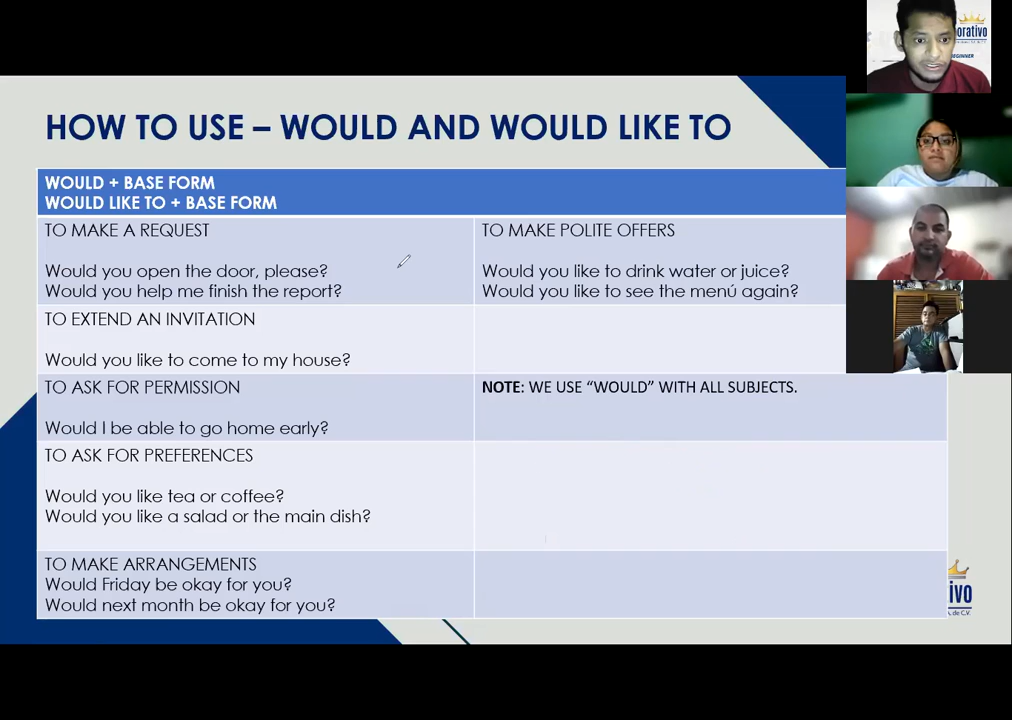 HOW TO USE – WOULD AND WOULD LIKE TO
WOULD + BASE FORM
WOULD LIKE TO + BASE FORM
TO MAKE A REQUEST
Would you open the door, please?
Would you help me finish the report?
TO MAKE POLITE OFFERS
Would you like to drink water or juice?
Would you like to see the menú again?
TO EXTEND AN INVITATION
Would you like to come to my house?
TO ASK FOR PERMISSION
Would I be able to go home early?
NOTE: WE USE “WOULD” WITH ALL SUBJECTS.
TO ASK FOR PREFERENCES
Would you like tea or coffee?
Would you like a salad or the main dish?
TO MAKE ARRANGEMENTS
Would Friday be okay for you?
Would next month be okay for you?
orativo
BEGINNER
ivo
de C.V.